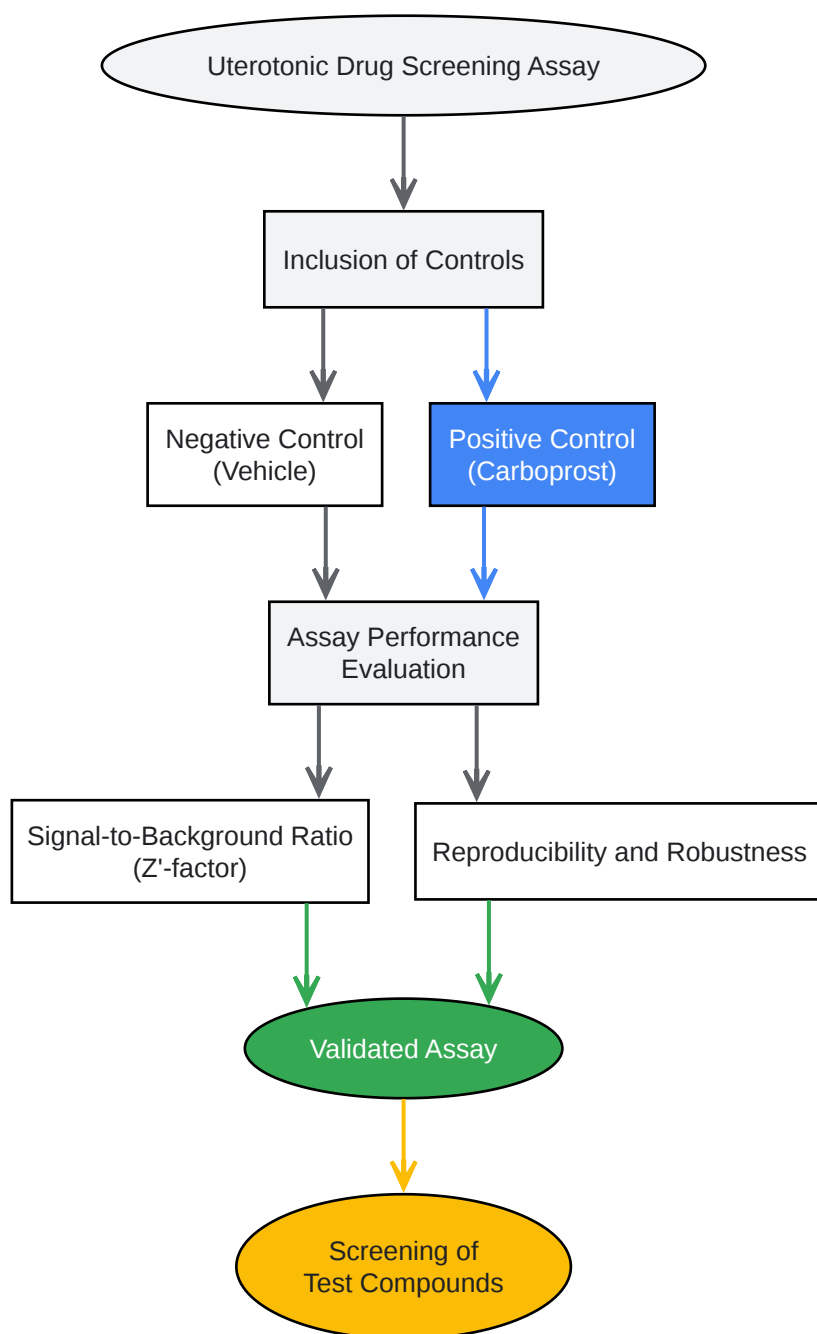 Uterotonic Drug Screening Assay
Inclusion of Controls
Negative Control
(Vehicle)
Positive Control
(Carboprost)
Assay Performance
Evaluation
Signal-to-Background Ratio
(Z'-factor)
Reproducibility and Robustness
Validated Assay
Screening of
Test Compounds